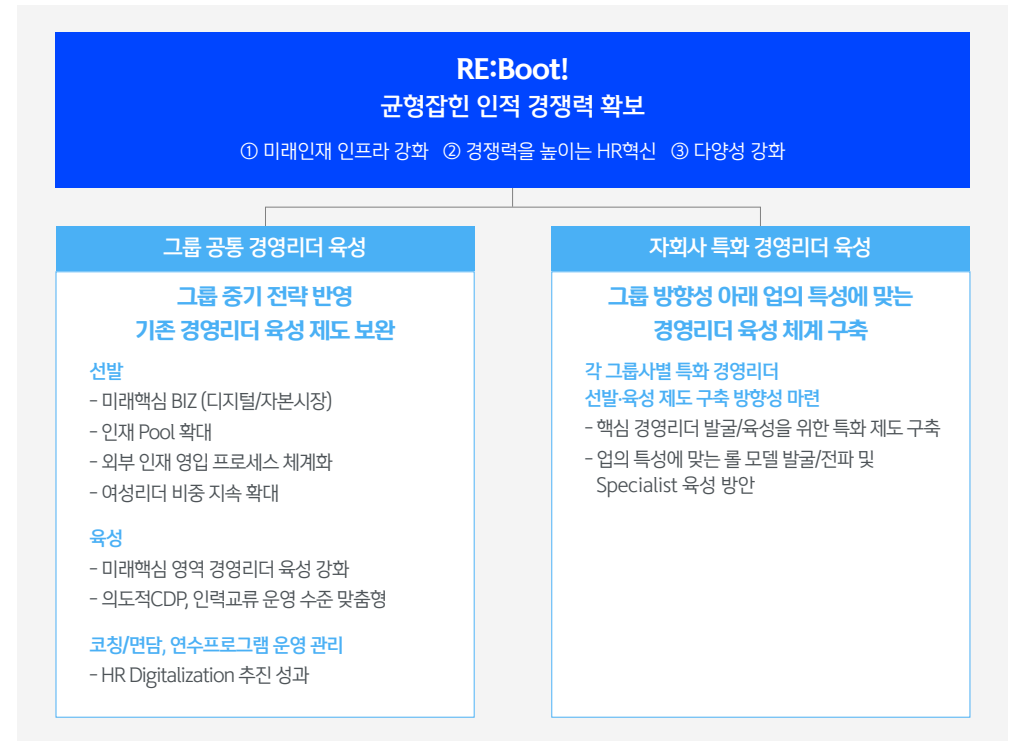 RE:Boot!
균형잡힌 인적 경쟁력 확보
① 미래인재 인프라 강화 ② 경쟁력을 높이는 HR혁신 ③ 다양성 강화
그룹 공통 경영리더 육성
그룹 중기 전략 반영
기존 경영리더 육성 제도 보완
선발
- 미래핵심 BIZ (디지털/자본시장)
- 인재 Pool 확대
- 외부 인재 영입 프로세스 체계화
- 여성리더 비중 지속 확대
육성
- 미래핵심 영역 경영리더 육성 강화
- 의도적CDP, 인력교류 운영 수준 맞춤형
코칭/면담, 연수프로그램 운영 관리
- HR Digitalization 추진 성과
자회사 특화 경영리더 육성
그룹 방향성 아래 업의 특성에 맞는
경영리더 육성 체계 구축
각 그룹사별 특화 경영리더
선발·육성 제도 구축 방향성 마련
- 핵심 경영리더 발굴/육성을 위한 특화 제도 구축
- 업의 특성에 맞는 롤 모델 발굴/전파 및
Specialist 육성 방안